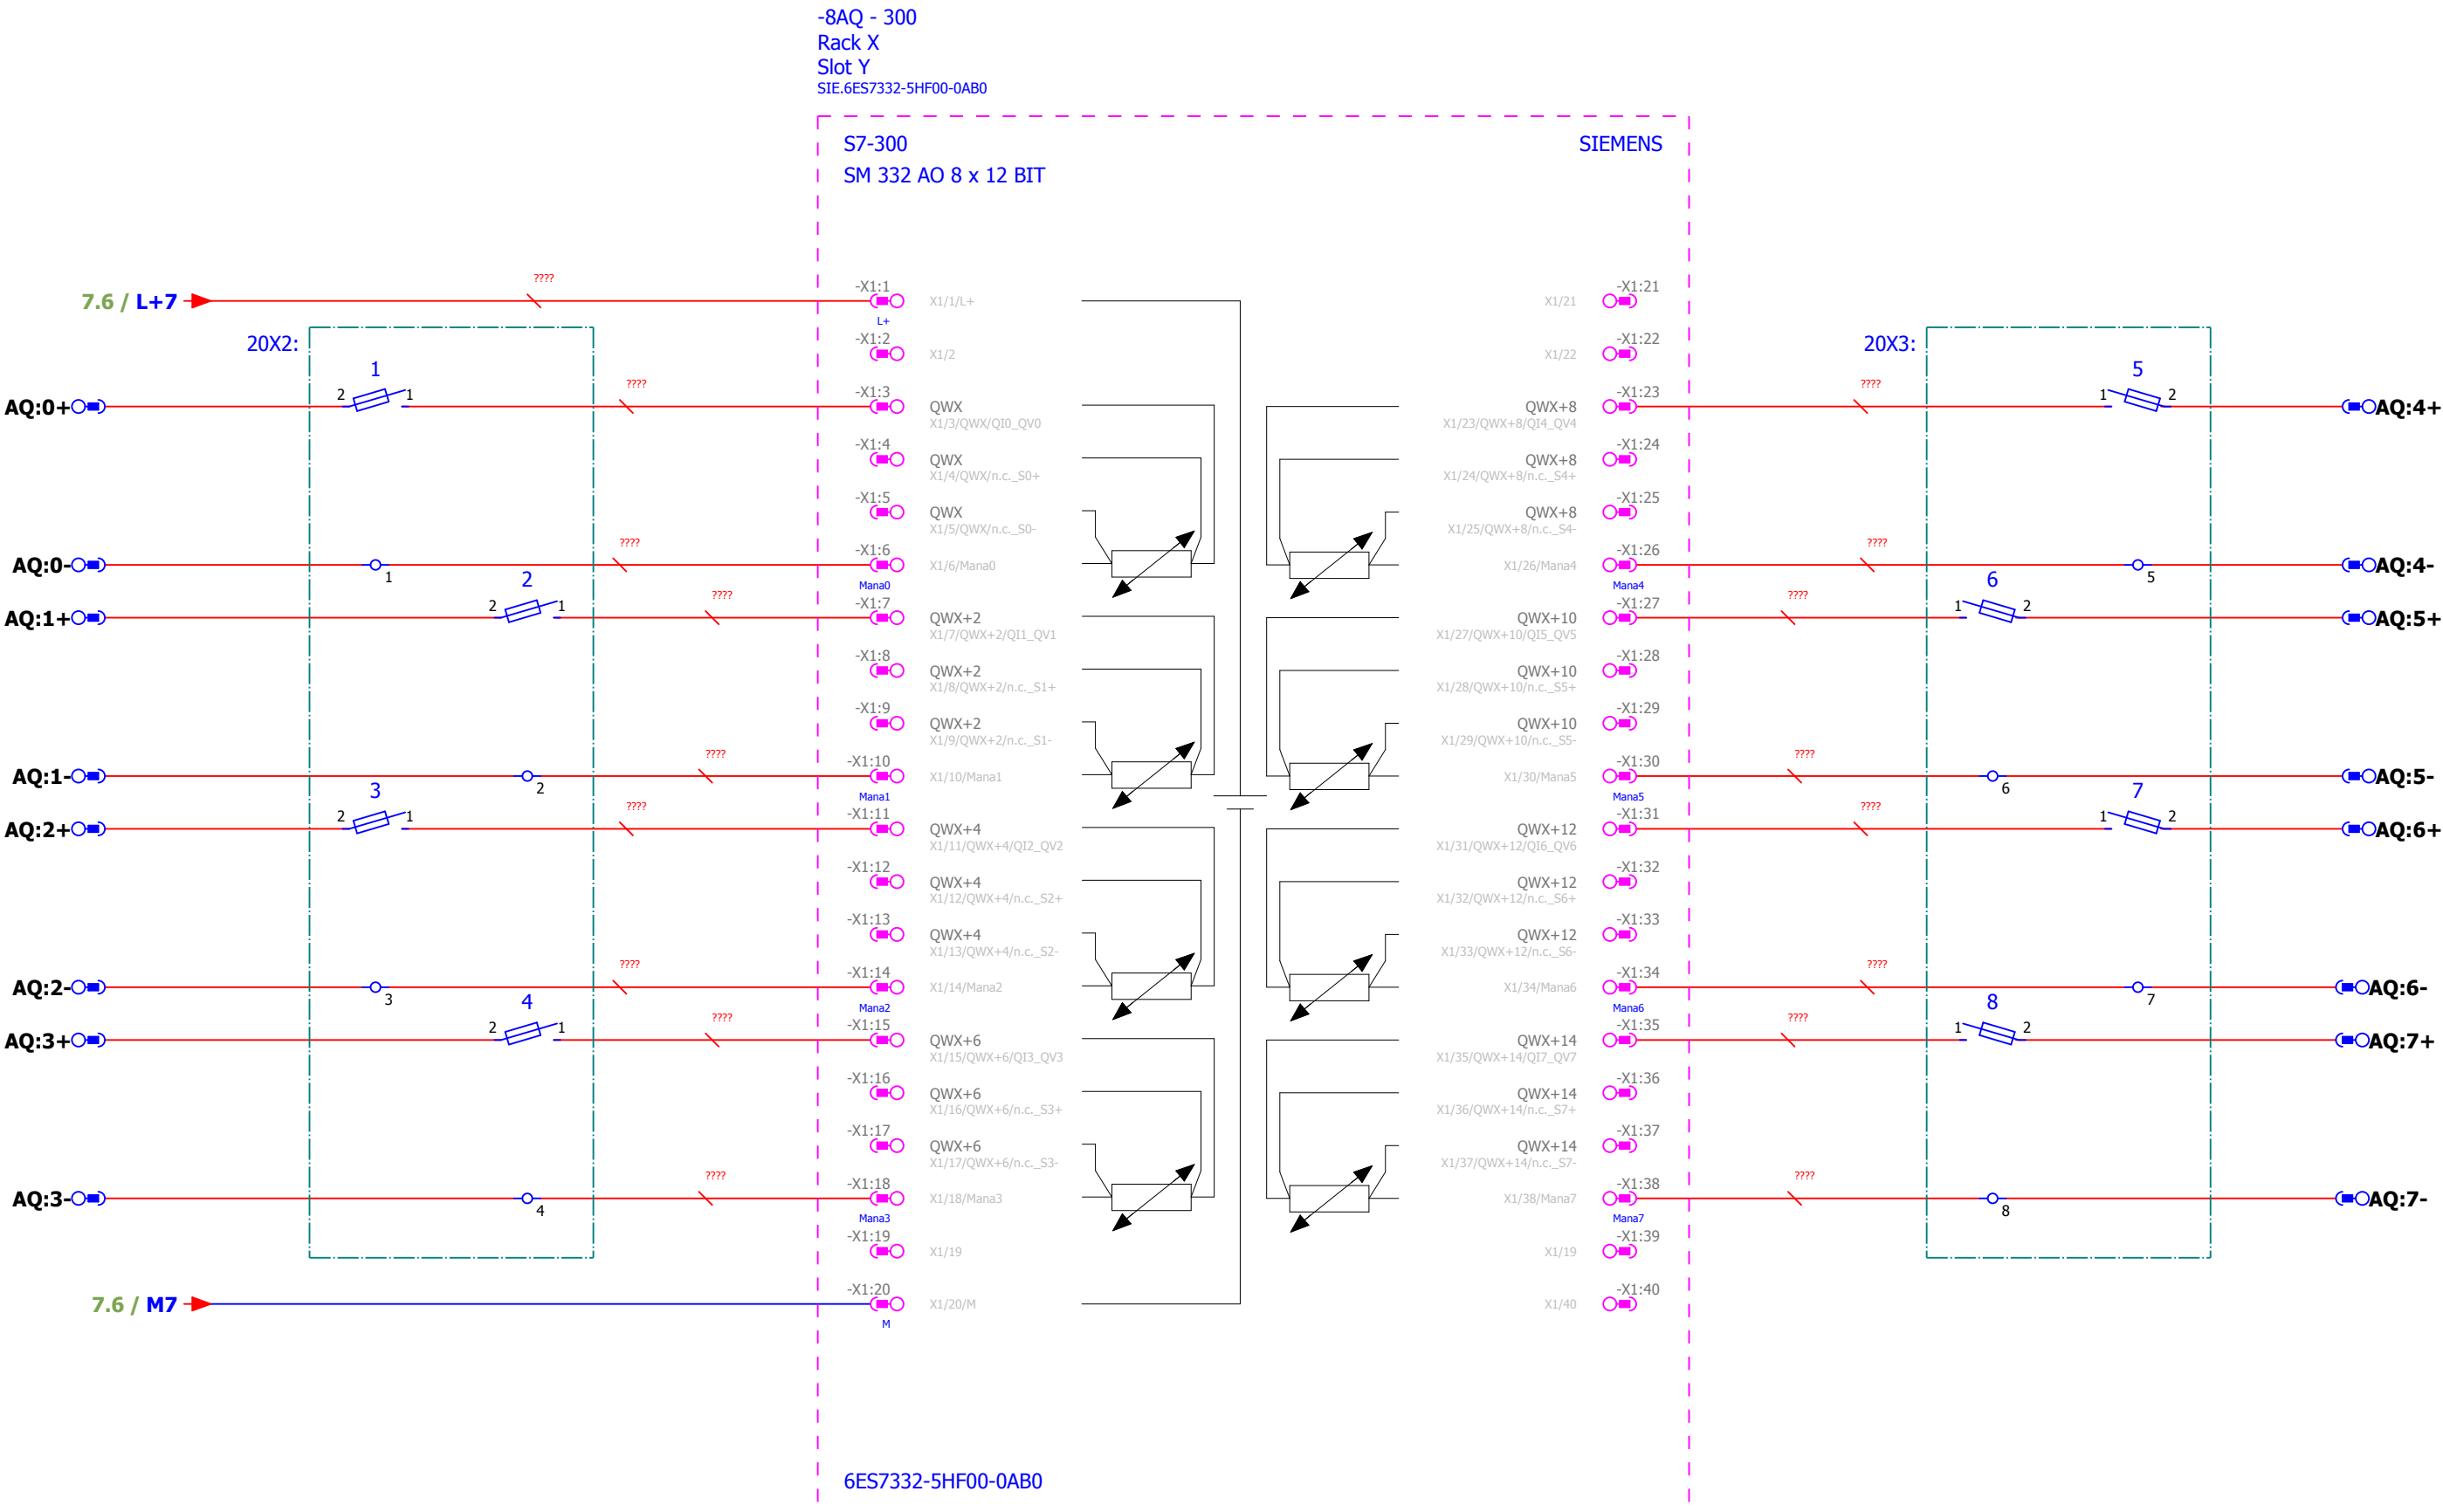 -8AQ - 300
Rack X
Slot Y
SIE.6ES7332-5HF00-0AB0
S7-300 SIEMENS
SM 332 AO 8 x 12 BIT
7.6 / L+7 ???? -X1:1 X1/1/L+ X1/21 -X1:21
L+
20X2: -X1:2 X1/2 X1/22 -X1:22 20X3:
AQ:0+ 2 1 1 ???? -X1:3 QWX QWX+8 -X1:23 ???? 1 5 2 AQ:4+
X1/3/QWX/QI0_QV0 X1/23/QWX+8/QI4_QV4
-X1:4 QWX QWX+8 -X1:24
X1/4/QWX/n.c._S0+ X1/24/QWX+8/n.c._S4+
-X1:5 QWX QWX+8 -X1:25
X1/5/QWX/n.c._S0- X1/25/QWX+8/n.c._S4-
AQ:0- 1 ???? -X1:6 X1/6/Mana0 X1/26/Mana4 -X1:26 ???? 5 AQ:4-
Mana0 Mana4
AQ:1+ 2 2 1 ???? -X1:7 QWX+2 QWX+10 -X1:27 ???? 1 6 2 AQ:5+
X1/7/QWX+2/QI1_QV1 X1/27/QWX+10/QI5_QV5
-X1:8 QWX+2 QWX+10 -X1:28
X1/8/QWX+2/n.c._S1+ X1/28/QWX+10/n.c._S5+
-X1:9 QWX+2 QWX+10 -X1:29
X1/9/QWX+2/n.c._S1- X1/29/QWX+10/n.c._S5-
AQ:1- 2 ???? -X1:10 X1/10/Mana1 X1/30/Mana5 -X1:30 ???? 6 AQ:5-
Mana1 Mana5
AQ:2+ 2 3 1 ???? -X1:11 QWX+4 QWX+12 -X1:31 ???? 1 7 2 AQ:6+
X1/11/QWX+4/QI2_QV2 X1/31/QWX+12/QI6_QV6
-X1:12 QWX+4 QWX+12 -X1:32
X1/12/QWX+4/n.c._S2+ X1/32/QWX+12/n.c._S6+
-X1:13 QWX+4 QWX+12 -X1:33
X1/13/QWX+4/n.c._S2- X1/33/QWX+12/n.c._S6-
AQ:2- 3 ???? -X1:14 X1/14/Mana2 X1/34/Mana6 -X1:34 ???? 7 AQ:6-
Mana2 Mana6
AQ:3+ 2 4 1 ???? -X1:15 QWX+6 QWX+14 -X1:35 ???? 1 8 2 AQ:7+
X1/15/QWX+6/QI3_QV3 X1/35/QWX+14/QI7_QV7
-X1:16 QWX+6 QWX+14 -X1:36
X1/16/QWX+6/n.c._S3+ X1/36/QWX+14/n.c._S7+
-X1:17 QWX+6 QWX+14 -X1:37
X1/17/QWX+6/n.c._S3- X1/37/QWX+14/n.c._S7-
AQ:3- 4 ???? -X1:18 X1/18/Mana3 X1/38/Mana7 -X1:38 ???? 8 AQ:7-
Mana3 Mana7
-X1:19 X1/19 X1/19 -X1:39
7.6 / M7 -X1:20 X1/20/M X1/40 -X1:40
M
6ES7332-5HF00-0AB0